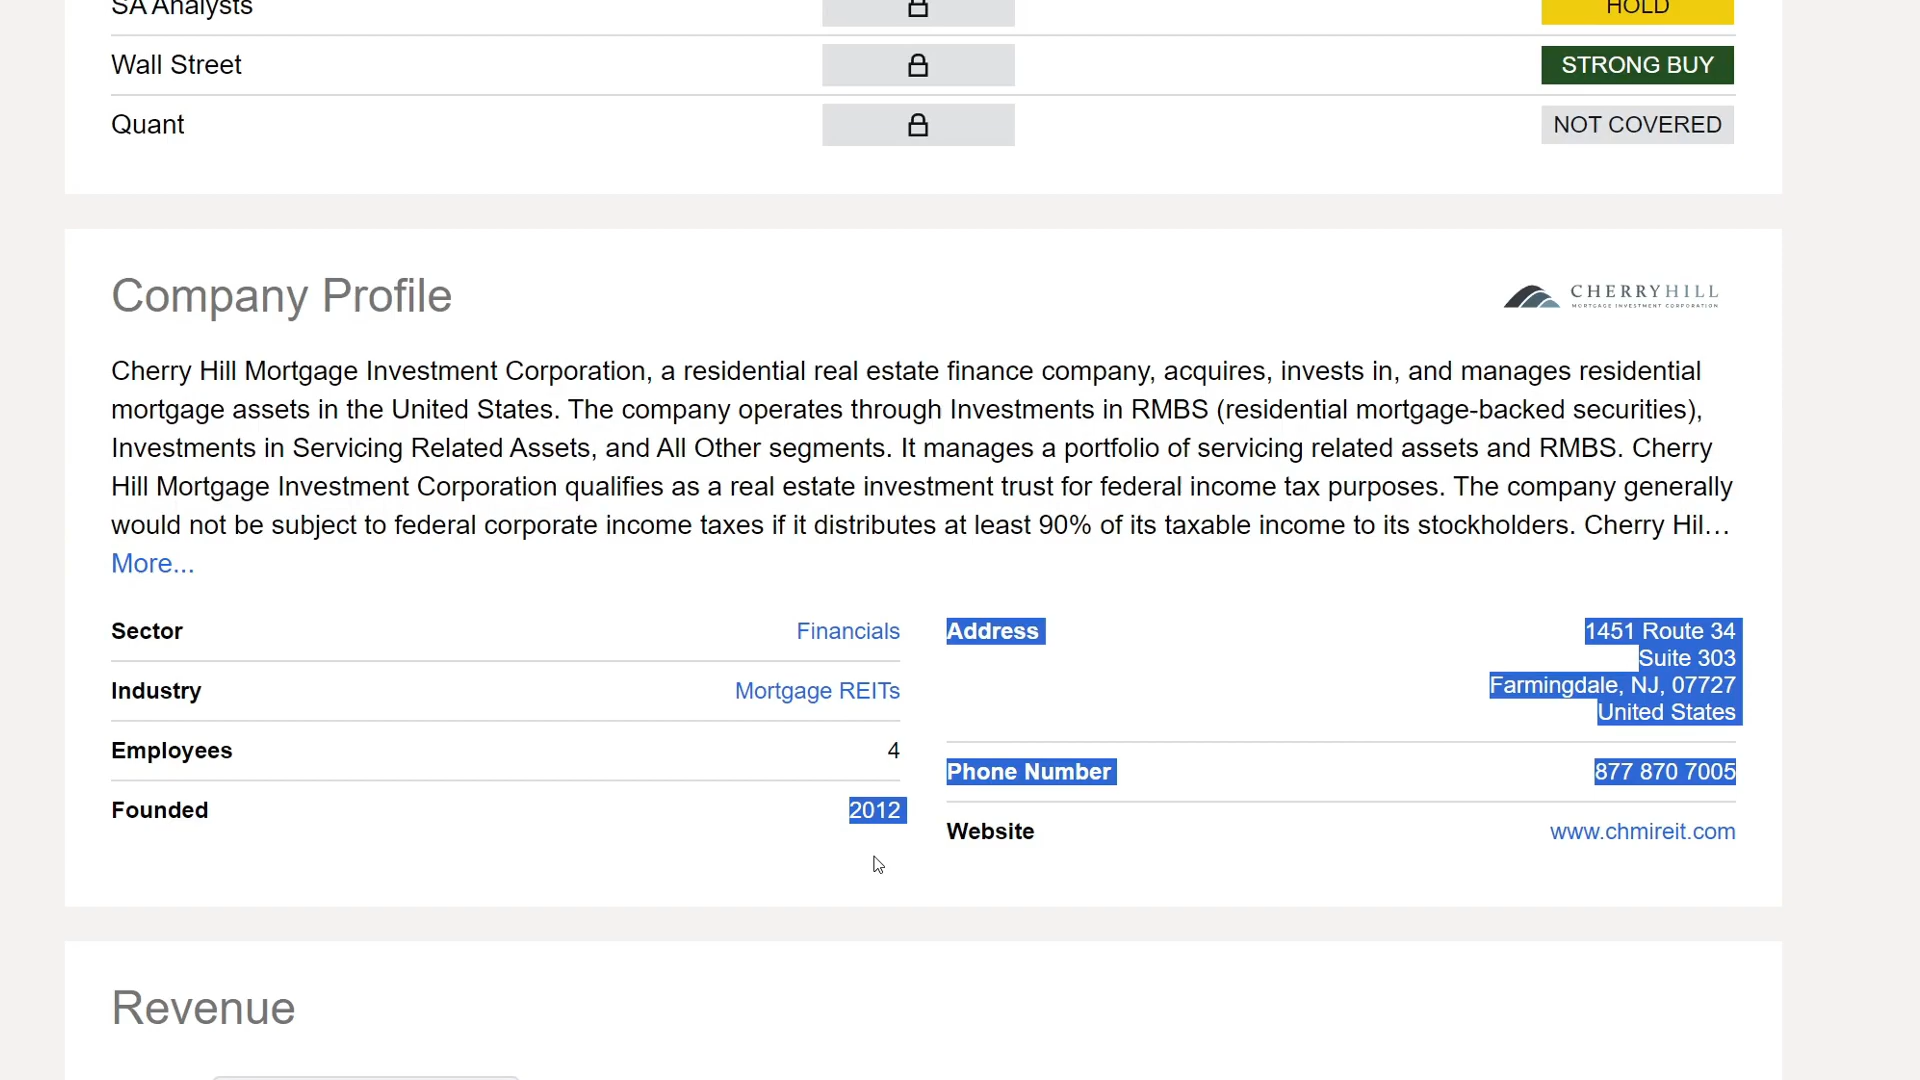 SA Analysts
HOLD
Wall Street
STRONG BUY
Quant
NOT COVERED
Company Profile
CHERRYHILL
MORTGAGE INVESTMENT CORPORATION
Cherry Hill Mortgage Investment Corporation, a residential real estate finance company, acquires, invests in, and manages residential
mortgage assets in the United States. The company operates through Investments in RMBS (residential mortgage-backed securities),
Investments in Servicing Related Assets, and All Other segments. It manages a portfolio of servicing related assets and RMBS. Cherry
Hill Mortgage Investment Corporation qualifies as a real estate investment trust for federal income tax purposes. The company generally
would not be subject to federal corporate income taxes if it distributes at least 90% of its taxable income to its stockholders. Cherry Hil...
More...
Sector
Financials
Industry
Mortgage REITs
Employees
4
Founded
2012
Address
1451 Route 34
Suite 303
Farmingdale, NJ, 07727
United States
Phone Number
877 870 7005
Website
www.chmireit.com
Revenue